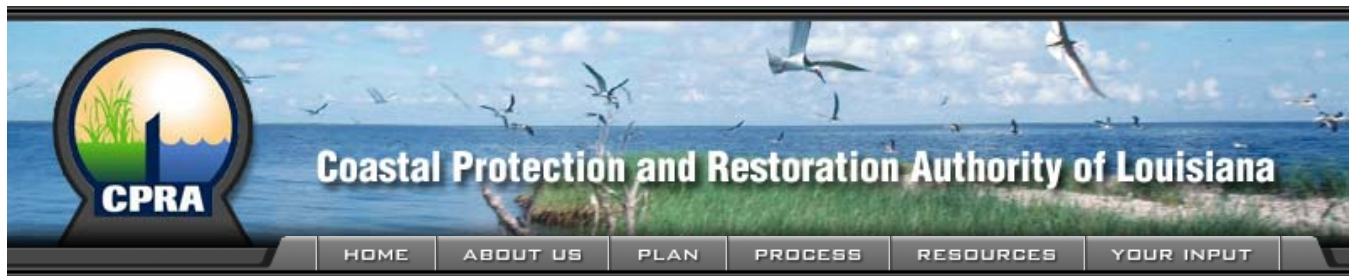 CPRA
Coastal Protection and Restoration Authority of Louisiana
HOME
ABOUT US
PLAN
PROCESS
RESOURCES
YOUR INPUT